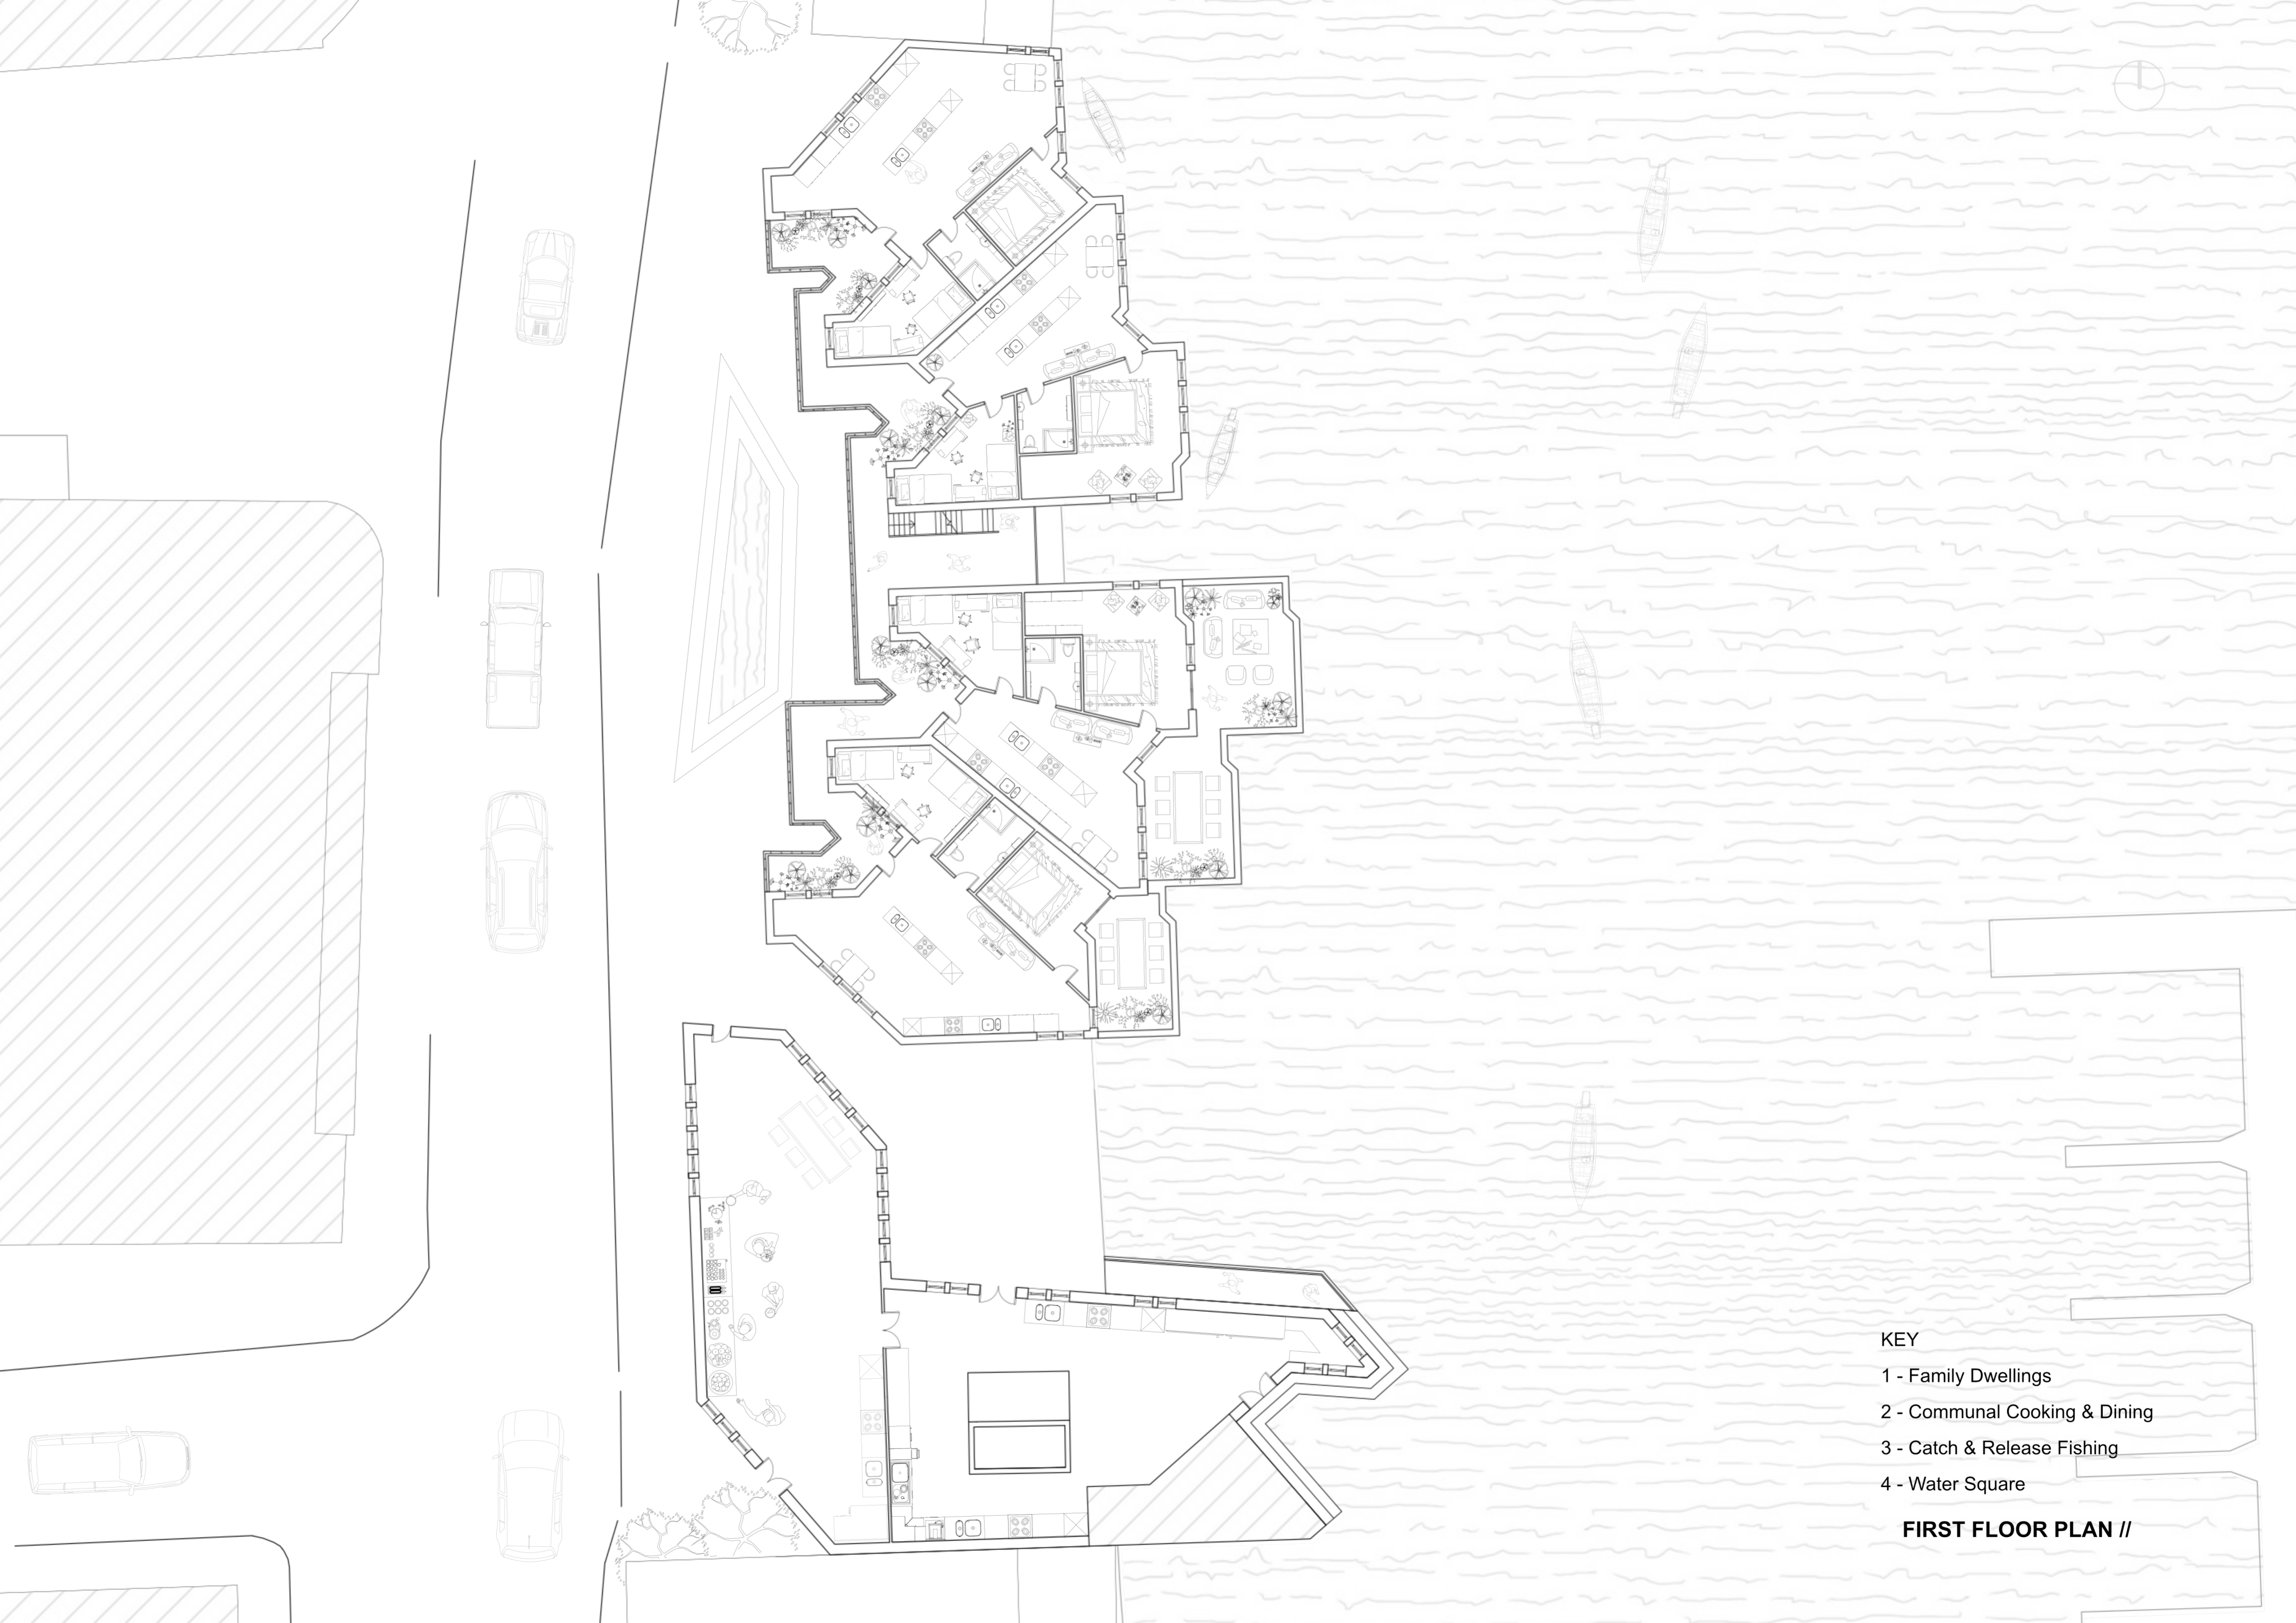 KEY
1 - Family Dwellings
2 - Communal Cooking & Dining
3 - Catch & Release Fishing
4 - Water Square
FIRST FLOOR PLAN //